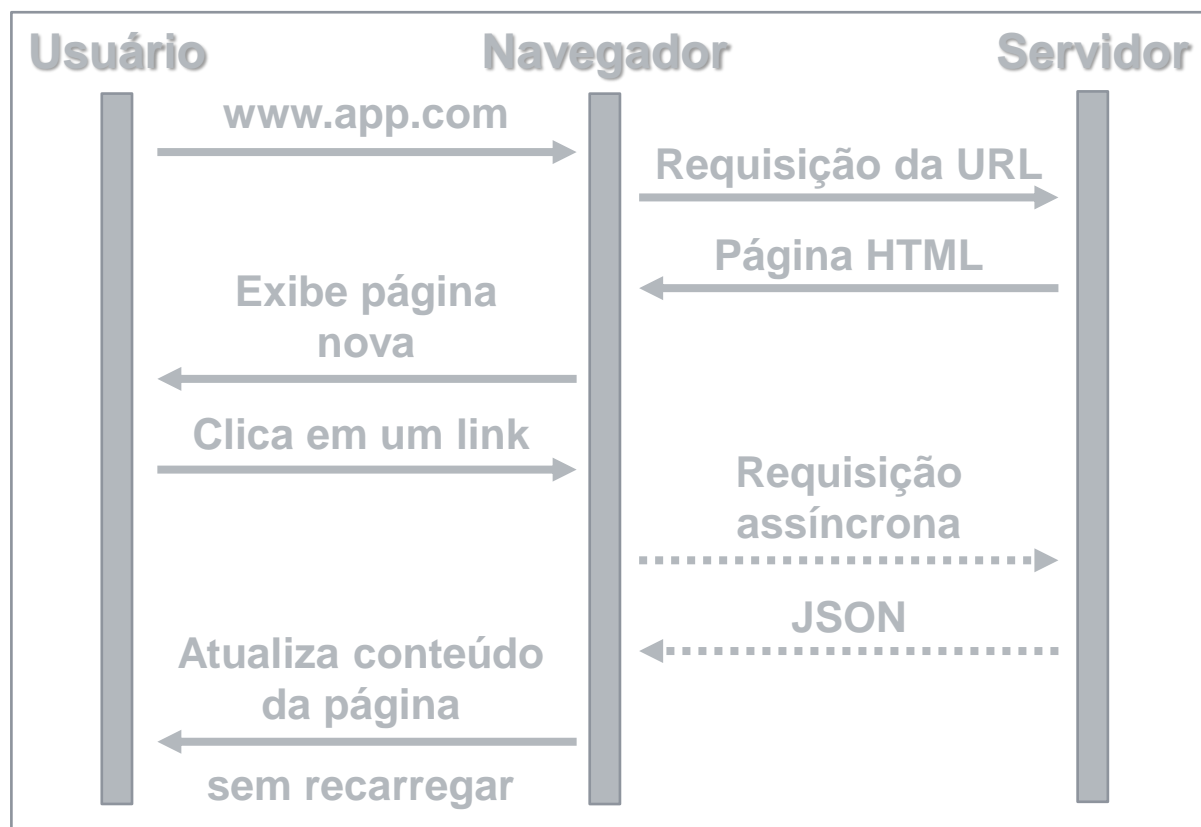 Usuário
Navegador
Servidor
www.app.com
Requisição da URL
Página HTML
Exibe página
nova
Clica em um link
Requisição
assíncrona
JSON
Atualiza conteúdo
da página
sem recarregar